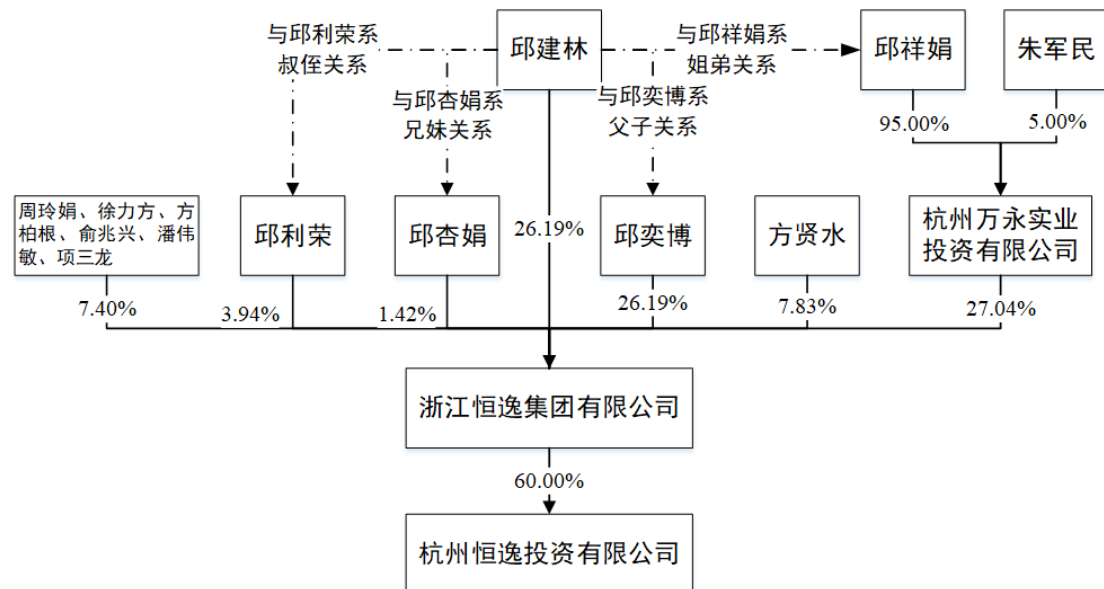 与邱利荣系
叔侄关系
邱建林
与邱祥娟系
姐弟关系
邱祥娟
朱军民
与邱杏娟系
兄妹关系
与邱奕博系
父子关系
95.00%
5.00%
周玲娟、徐力方、方
柏根、俞兆兴、潘伟
敏、项三龙
邱利荣
邱杏娟
26.19%
邱奕博
方贤水
杭州万永实业
投资有限公司
7.40%
3.94%
1.42%
26.19%
7.83%
27.04%
浙江恒逸集团有限公司
60.00%
杭州恒逸投资有限公司